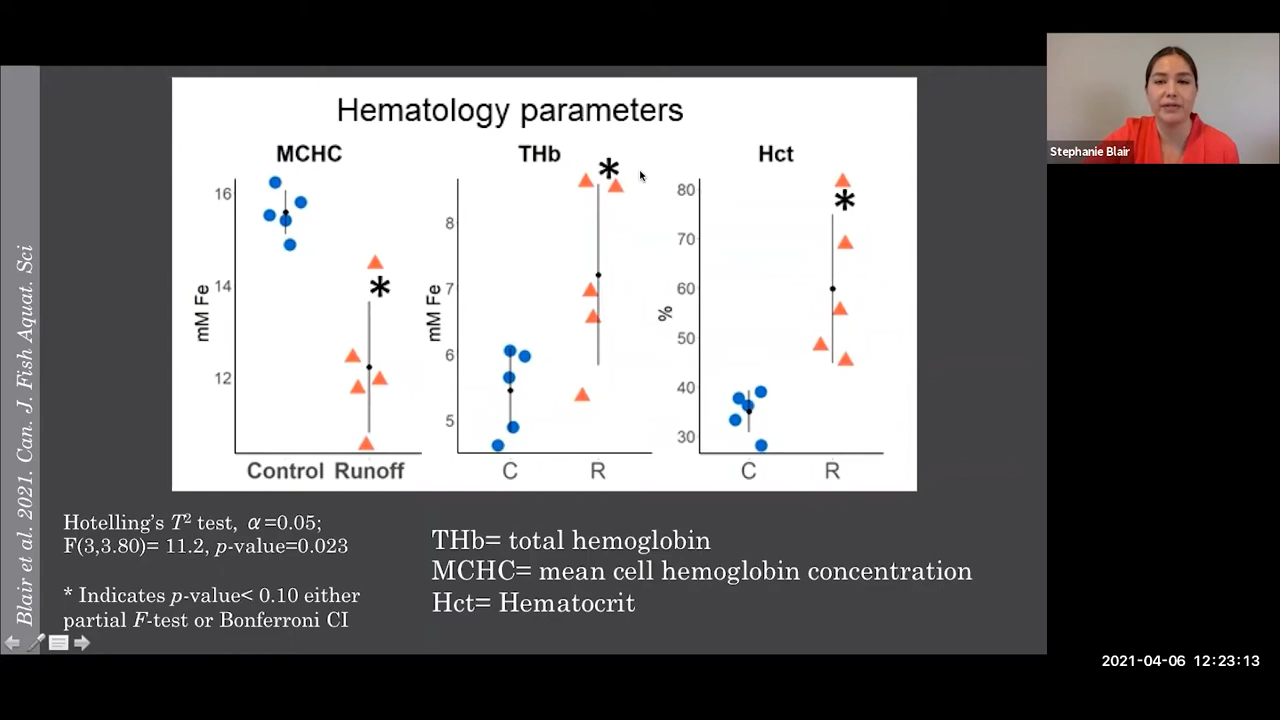 Hematology parameters
MCHC
THb
Hct
*
*
*
16
14
12
mM Fe
Control Runoff
8
7
6
5
mM Fe
C R
80
70
60
50
40
30
%
C R
Blair et al. 2021. Can. J. Fish Aquat. Sci
Hotelling's T² test, α=0.05;
F(3,3.80)= 11.2, p-value=0.023
* Indicates p-value< 0.10 either
partial F-test or Bonferroni CI
THb= total hemoglobin
MCHC= mean cell hemoglobin concentration
Hct= Hematocrit
Stephanie Blair
2021-04-06 12:23:13